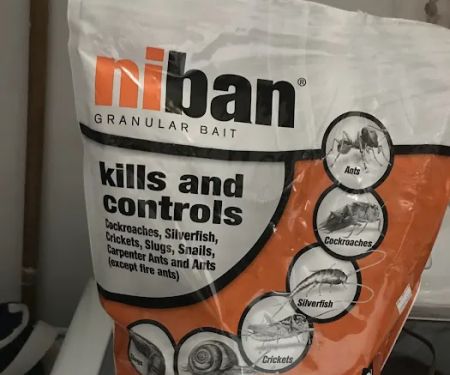 niban®
GRANULAR BAIT
kills and
controls
Cockroaches, Silverfish,
Crickets, Slugs, Snails,
Carpenter Ants and Ants
(except fire ants)
Ants
Cockroaches
Silverfish
Crickets